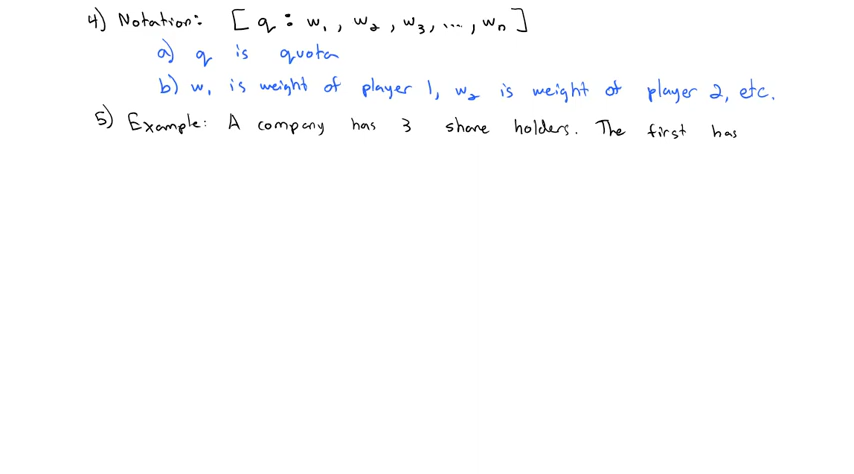 4) Notation: [ q : w₁ , w₂ , w₃ , ... , wₙ ]
a) q is quota
b) w₁ is weight of player 1, w₂ is weight of player 2, etc.
5) Example: A company has 3 share holders. The first has